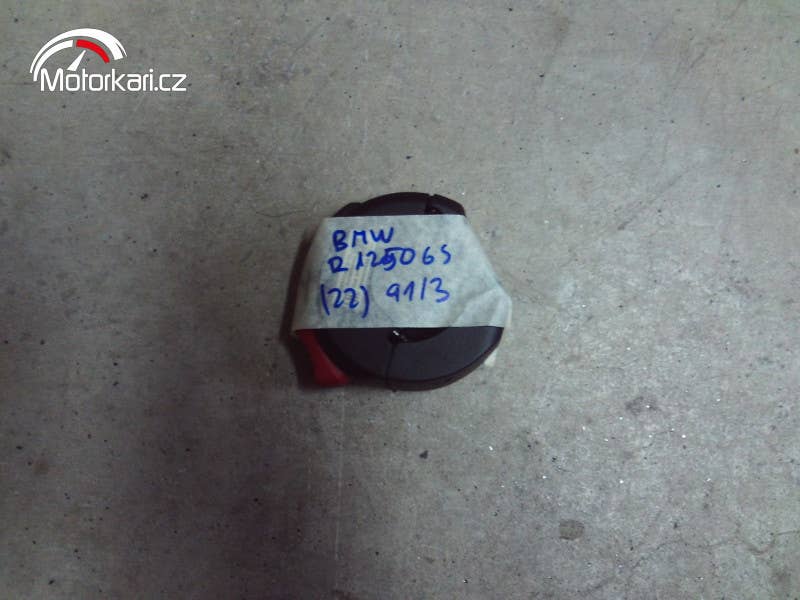 Motorkari.cz
BMW
R 1250 GS
(22) 91/3